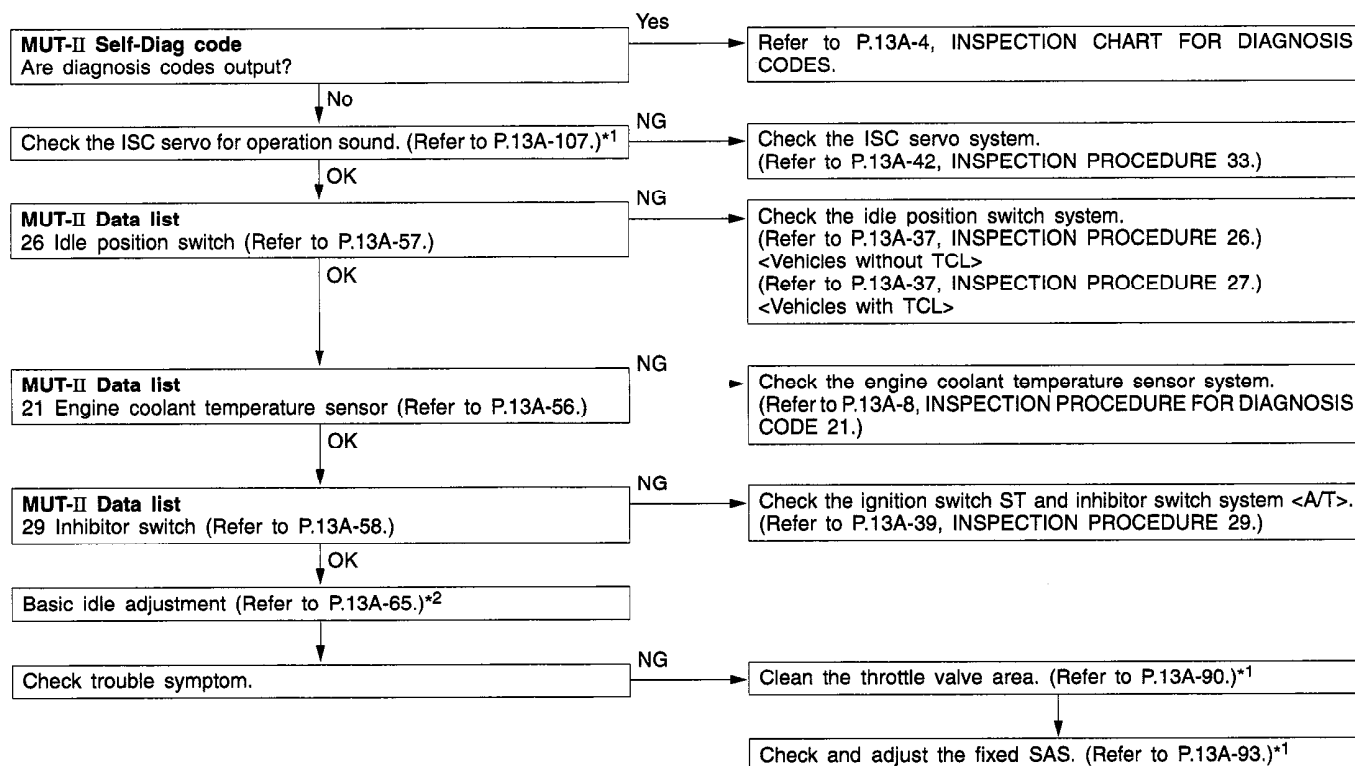 MUT-II Self-Diag code
Are diagnosis codes output?
Yes
Refer to P.13A-4, INSPECTION CHART FOR DIAGNOSIS
CODES.
No
Check the ISC servo for operation sound. (Refer to P.13A-107.)*1
NG
Check the ISC servo system.
(Refer to P.13A-42, INSPECTION PROCEDURE 33.)
OK
MUT-II Data list
26 Idle position switch (Refer to P.13A-57.)
NG
Check the idle position switch system.
(Refer to P.13A-37, INSPECTION PROCEDURE 26.)
<Vehicles without TCL>
(Refer to P.13A-37, INSPECTION PROCEDURE 27.)
<Vehicles with TCL>
OK
MUT-II Data list
21 Engine coolant temperature sensor (Refer to P.13A-56.)
NG
Check the engine coolant temperature sensor system.
(Refer to P.13A-8, INSPECTION PROCEDURE FOR DIAGNOSIS
CODE 21.)
OK
MUT-II Data list
29 Inhibitor switch (Refer to P.13A-58.)
NG
Check the ignition switch ST and inhibitor switch system <A/T>.
(Refer to P.13A-39, INSPECTION PROCEDURE 29.)
OK
Basic idle adjustment (Refer to P.13A-65.)*2
Check trouble symptom.
NG
Clean the throttle valve area. (Refer to P.13A-90.)*1
Check and adjust the fixed SAS. (Refer to P.13A-93.)*1